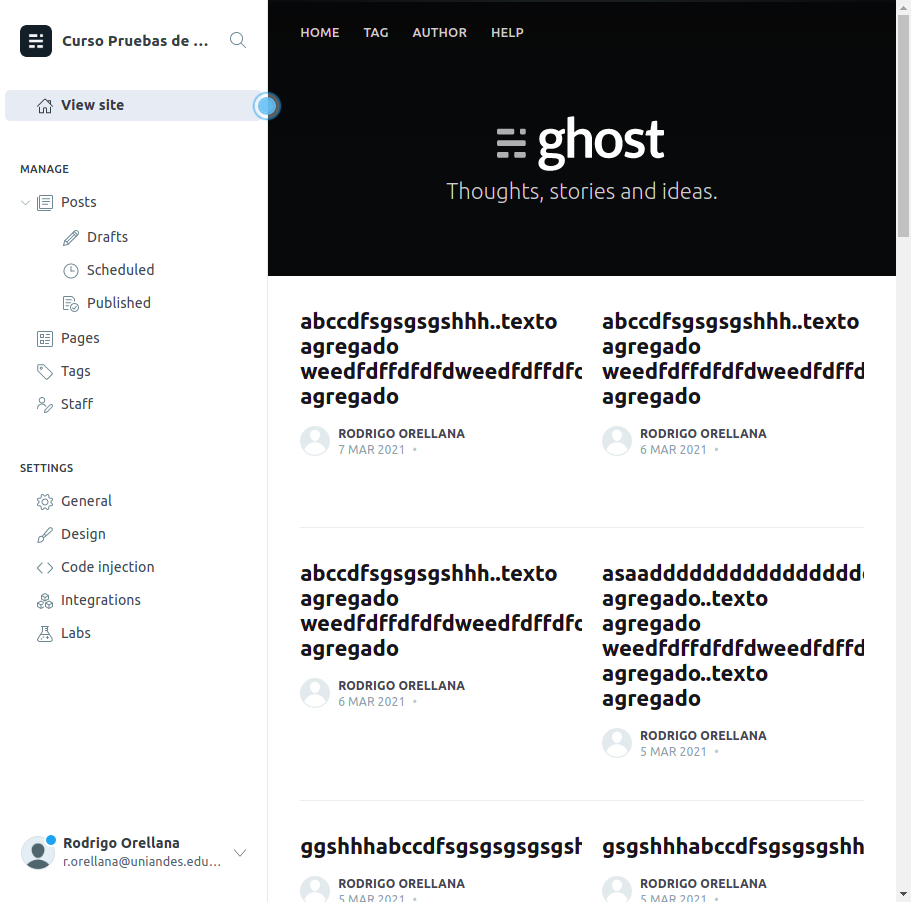 Curso Pruebas de ...
View site
MANAGE
Posts
Drafts
Scheduled
Published
Pages
Tags
Staff
SETTINGS
General
Design
Code injection
Integrations
Labs
Rodrigo Orellana
r.orellana@uniandes.edu...
HOME TAG AUTHOR HELP
ghost
Thoughts, stories and ideas.
abccdfsgsgsgshhh..texto
agregado
weedfdffdfdfdweedfdffdfc
agregado
RODRIGO ORELLANA
7 MAR 2021 •
abccdfsgsgsgshhh..texto
agregado
weedfdffdfdfdweedfdffd
agregado
RODRIGO ORELLANA
6 MAR 2021 •
abccdfsgsgsgshhh..texto
agregado
weedfdffdfdfdweedfdffdfc
agregado
RODRIGO ORELLANA
6 MAR 2021 •
asaadddddddddddddddd
agregado..texto
agregado
weedfdffdfdfdweedfdffd
agregado..texto
agregado
RODRIGO ORELLANA
5 MAR 2021 •
ggshhhabccdfsgsgsgsgsgsh
RODRIGO ORELLANA
5 MAR 2021 •
gsgshhhabccdfsgsgsgshh
RODRIGO ORELLANA
5 MAR 2021 •